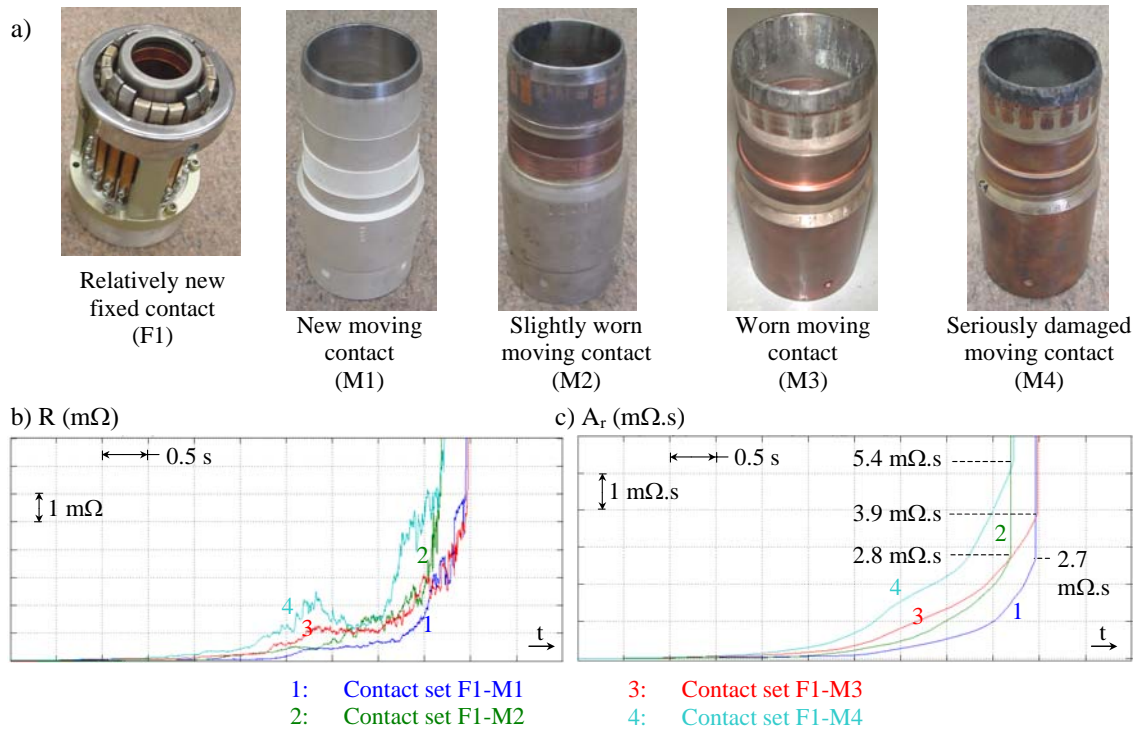 a)
Relatively new
fixed contact
(F1)
New moving
contact
(M1)
Slightly worn
moving contact
(M2)
Worn moving
contact
(M3)
Seriously damaged
moving contact
(M4)
b) R (mΩ)
0.5 s
1 mΩ
4
3
2
1
t
c) Aᵣ (mΩ.s)
0.5 s
1 mΩ.s
5.4 mΩ.s
3.9 mΩ.s
2.8 mΩ.s
2.7
mΩ.s
4
3
2
1
t
1: Contact set F1-M1
2: Contact set F1-M2
3: Contact set F1-M3
4: Contact set F1-M4